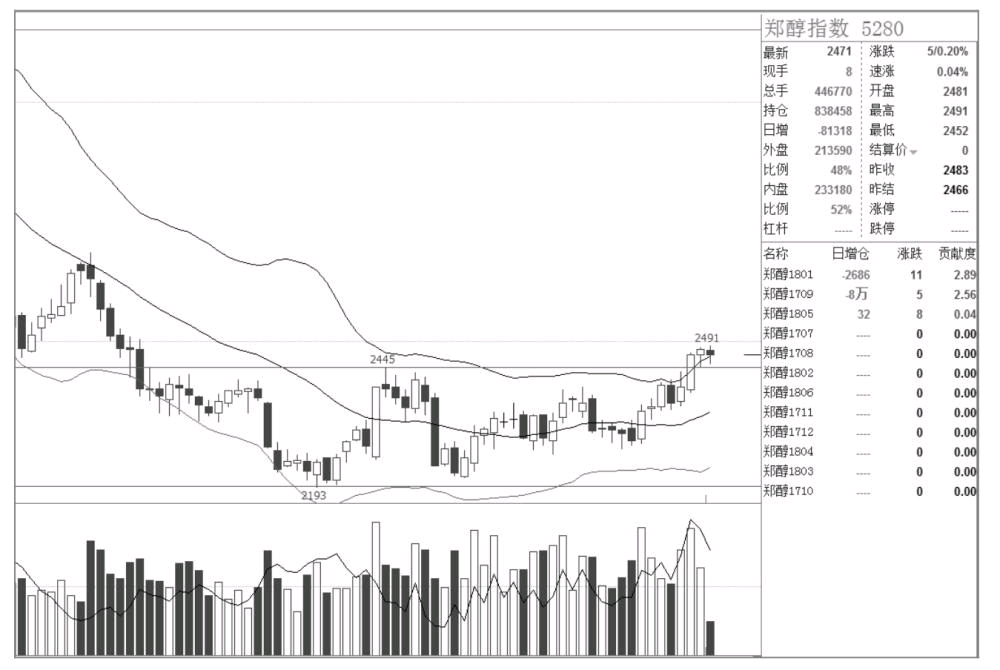 郑醇指数 5280
最新 2471 涨跌 5/0.20%
现手 8 速涨 0.04%
总手 446770 开盘 2481
持仓 838458 最高 2491
日增 -81318 最低 2452
外盘 213590 结算价 0
比例 48% 昨收 2483
内盘 233180 昨结 2466
比例 52% 涨停 -----
杠杆 ----- 跌停 -----
名称 日增仓 涨跌 贡献度
郑醇1801 -2686 11 2.89
郑醇1709 -8万 5 2.56
郑醇1805 32 8 0.04
郑醇1707 ---- 0 0.00
郑醇1708 ---- 0 0.00
郑醇1802 ---- 0 0.00
郑醇1806 ---- 0 0.00
郑醇1711 ---- 0 0.00
郑醇1712 ---- 0 0.00
郑醇1804 ---- 0 0.00
郑醇1803 ---- 0 0.00
郑醇1710 ---- 0 0.00
2491
2445
2193